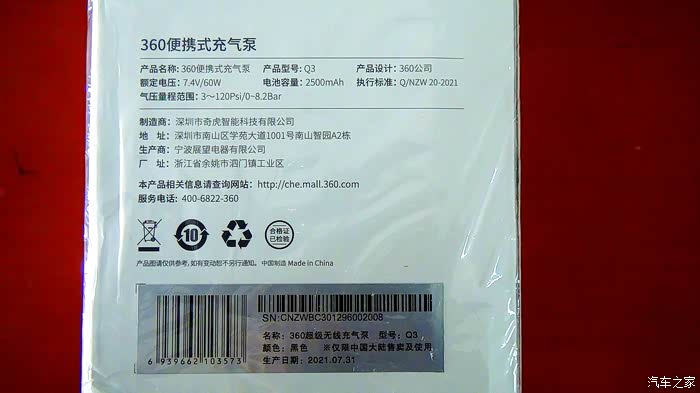 360便携式充气泵
产品名称: 360便携式充气泵 产品型号: Q3 产品设计: 360公司
额定电压: 7.4V/60W 电池容量: 2500mAh 执行标准: Q/NZW 20-2021
气压量程范围: 3～120Psi/0~8.2Bar
制造商: 深圳市奇虎智能科技有限公司
地 址: 深圳市南山区学苑大道1001号南山智园A2栋
生产商: 宁波展望电器有限公司
厂 址: 浙江省余姚市泗门镇工业区
本产品相关信息请查询网站: http://che.mall.360.com
服务电话: 400-6822-360
10
合格证
已检验
产品图请仅供参考, 如有变动恕不另行通知。 中国制造 Made in China
SN:CNZWBC301296002008
名称: 360超级无线充气泵 型号: Q3
颜色: 黑色 ※仅限中国大陆售卖及使用
生产日期 2021.07.31
6 939662 103573
汽车之家